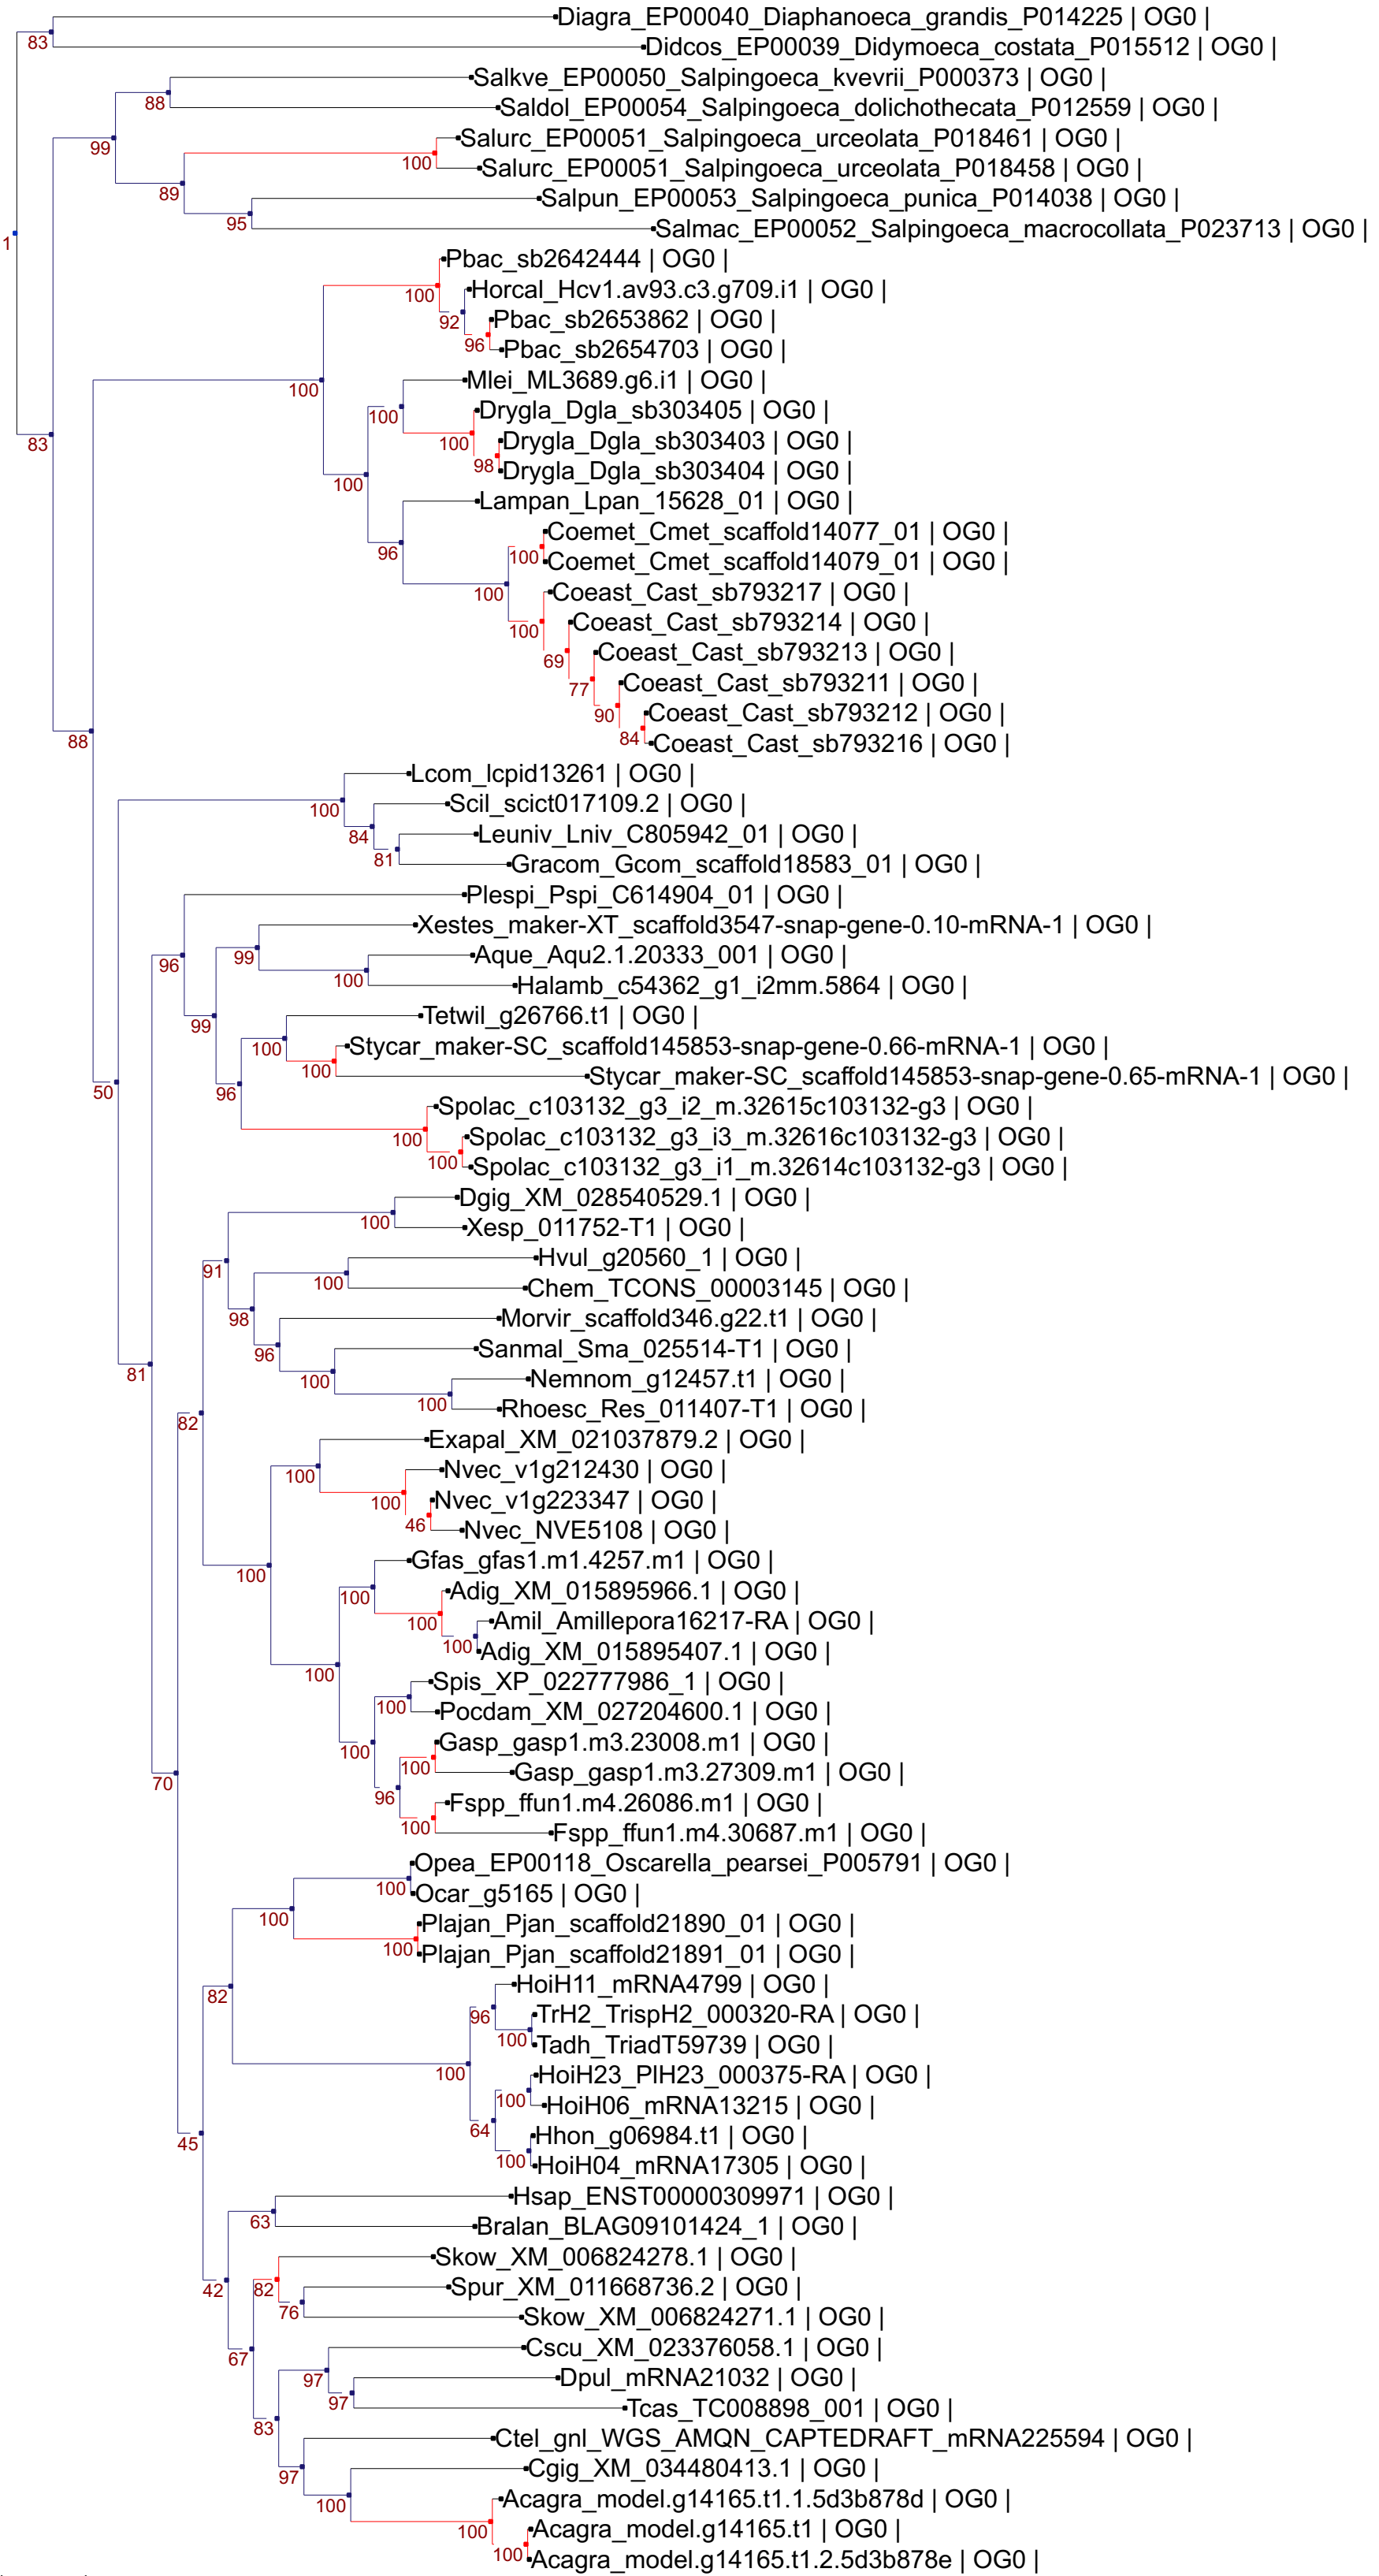 Diagra_EP00040_Diaphanoeca_grandis_P014225 | OG0 |
83
Didcos_EP00039_Didymoeca_costata_P015512 | OG0 |
Salkve_EP00050_Salpingoeca_kvevrii_P000373 | OG0 |
88
Saldol_EP00054_Salpingoeca_dolichothecata_P012559 | OG0 |
Salurc_EP00051_Salpingoeca_urceolata_P018461 | OG0 |
99
100
Salurc_EP00051_Salpingoeca_urceolata_P018458 | OG0 |
89
Salpun_EP00053_Salpingoeca_punica_P014038 | OG0 |
95
Salmac_EP00052_Salpingoeca_macrocollata_P023713 | OG0 |
1
Pbac_sb2642444 | OG0 |
100
Horcal_Hcv1.av93.c3.g709.i1 | OG0 |
92
Pbac_sb2653862 | OG0 |
96
Pbac_sb2654703 | OG0 |
100
Mlei_ML3689.g6.i1 | OG0 |
100
Drygla_Dgla_sb303405 | OG0 |
83
100
Drygla_Dgla_sb303403 | OG0 |
98
Drygla_Dgla_sb303404 | OG0 |
100
Lampan_Lpan_15628_01 | OG0 |
Coemet_Cmet_scaffold14077_01 | OG0 |
96
100
Coemet_Cmet_scaffold14079_01 | OG0 |
100
Coeast_Cast_sb793217 | OG0 |
100
Coeast_Cast_sb793214 | OG0 |
69
Coeast_Cast_sb793213 | OG0 |
77
Coeast_Cast_sb793211 | OG0 |
90
Coeast_Cast_sb793212 | OG0 |
88
84
Coeast_Cast_sb793216 | OG0 |
Lcom_lcpid13261 | OG0 |
100
Scil_scict017109.2 | OG0 |
84
Leuniv_Lniv_C805942_01 | OG0 |
81
Gracom_Gcom_scaffold18583_01 | OG0 |
Plespi_Pspi_C614904_01 | OG0 |
Xestes_maker-XT_scaffold3547-snap-gene-0.10-mRNA-1 | OG0 |
96
99
Aque_Aqu2.1.20333_001 | OG0 |
100
Halamb_c54362_g1_i2mm.5864 | OG0 |
99
Tetwil_g26766.t1 | OG0 |
100
Stycar_maker-SC_scaffold145853-snap-gene-0.66-mRNA-1 | OG0 |
100
Stycar_maker-SC_scaffold145853-snap-gene-0.65-mRNA-1 | OG0 |
50
96
Spolac_c103132_g3_i2_m.32615c103132-g3 | OG0 |
100
Spolac_c103132_g3_i3_m.32616c103132-g3 | OG0 |
100
Spolac_c103132_g3_i1_m.32614c103132-g3 | OG0 |
Dgig_XM_028540529.1 | OG0 |
100
Xesp_011752-T1 | OG0 |
Hvul_g20560_1 | OG0 |
91
100
Chem_TCONS_00003145 | OG0 |
98
Morvir_scaffold346.g22.t1 | OG0 |
96
Sanmal_Sma_025514-T1 | OG0 |
81
100
Nemnom_g12457.t1 | OG0 |
100
Rhoesc_Res_011407-T1 | OG0 |
82
Exapal_XM_021037879.2 | OG0 |
100
Nvec_v1g212430 | OG0 |
100
Nvec_v1g223347 | OG0 |
46
Nvec_NVE5108 | OG0 |
100
Gfas_gfas1.m1.4257.m1 | OG0 |
100
Adig_XM_015895966.1 | OG0 |
100
Amil_Amillepora16217-RA | OG0 |
100
Adig_XM_015895407.1 | OG0 |
100
Spis_XP_022777986_1 | OG0 |
100
Pocdam_XM_027204600.1 | OG0 |
100
Gasp_gasp1.m3.23008.m1 | OG0 |
100
Gasp_gasp1.m3.27309.m1 | OG0 |
70
96
Fspp_ffun1.m4.26086.m1 | OG0 |
100
Fspp_ffun1.m4.30687.m1 | OG0 |
Opea_EP00118_Oscarella_pearsei_P005791 | OG0 |
100
Ocar_g5165 | OG0 |
100
Plajan_Pjan_scaffold21890_01 | OG0 |
100
Plajan_Pjan_scaffold21891_01 | OG0 |
HoiH11_mRNA4799 | OG0 |
82
96
TrH2_TrispH2_000320-RA | OG0 |
100
Tadh_TriadT59739 | OG0 |
100
HoiH23_PlH23_000375-RA | OG0 |
100
HoiH06_mRNA13215 | OG0 |
64
Hhon_g06984.t1 | OG0 |
45
100
HoiH04_mRNA17305 | OG0 |
Hsap_ENST00000309971 | OG0 |
63
Bralan_BLAG09101424_1 | OG0 |
Skow_XM_006824278.1 | OG0 |
42
82
Spur_XM_011668736.2 | OG0 |
76
Skow_XM_006824271.1 | OG0 |
67
Cscu_XM_023376058.1 | OG0 |
97
Dpul_mRNA21032 | OG0 |
97
Tcas_TC008898_001 | OG0 |
83
Ctel_gnl_WGS_AMQN_CAPTEDRAFT_mRNA225594 | OG0 |
97
Cgig_XM_034480413.1 | OG0 |
100
Acagra_model.g14165.t1.1.5d3b878d | OG0 |
100
Acagra_model.g14165.t1 | OG0 |
100
Acagra_model.g14165.t1.2.5d3b878e | OG0 |